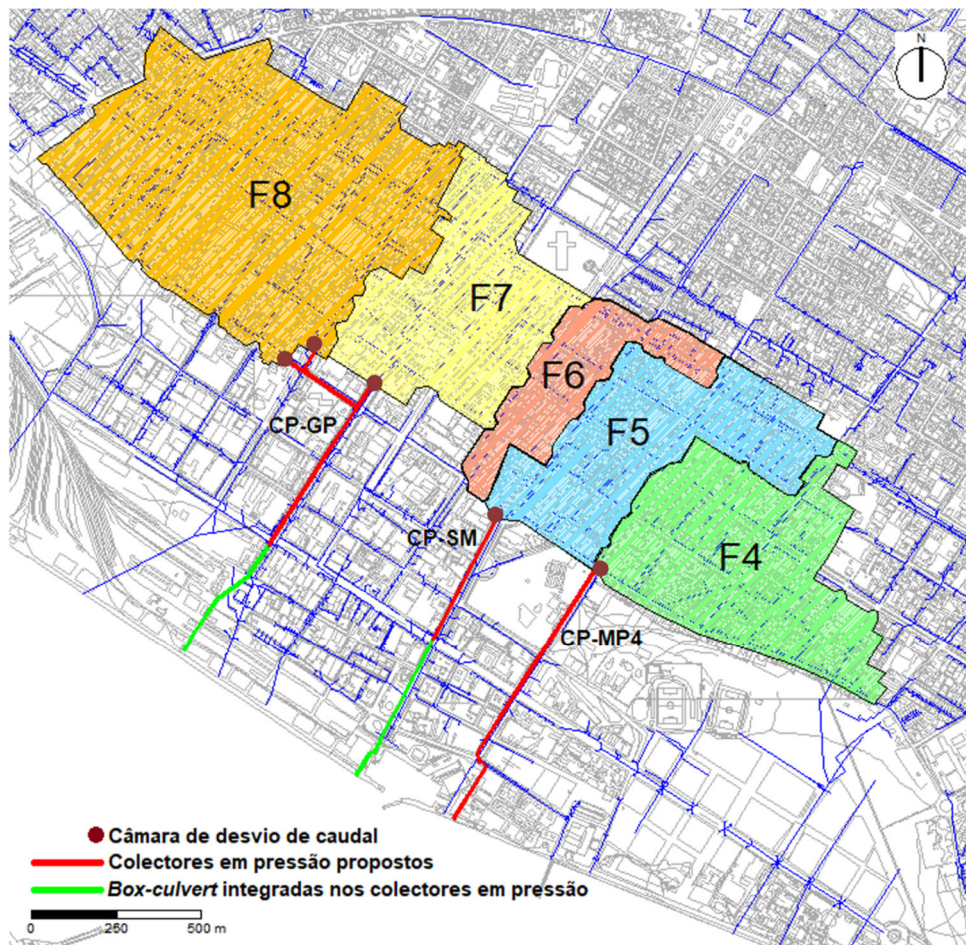 N
F8
F7
F6
F5
F4
CP-GP
CP-SM
CP-MP4
Câmara de desvio de caudal
Colectores em pressão propostos
Box-culvert integradas nos colectores em pressão
0 250 500 m